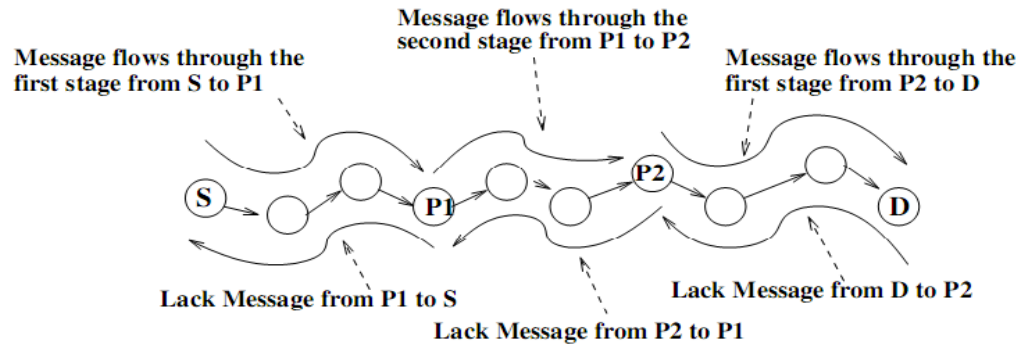 Message flows through the
second stage from P1 to P2
Message flows through the
first stage from S to P1
Message flows through the
first stage from P2 to D
S
P1
P2
D
Lack Message from P1 to S
Lack Message from D to P2
Lack Message from P2 to P1